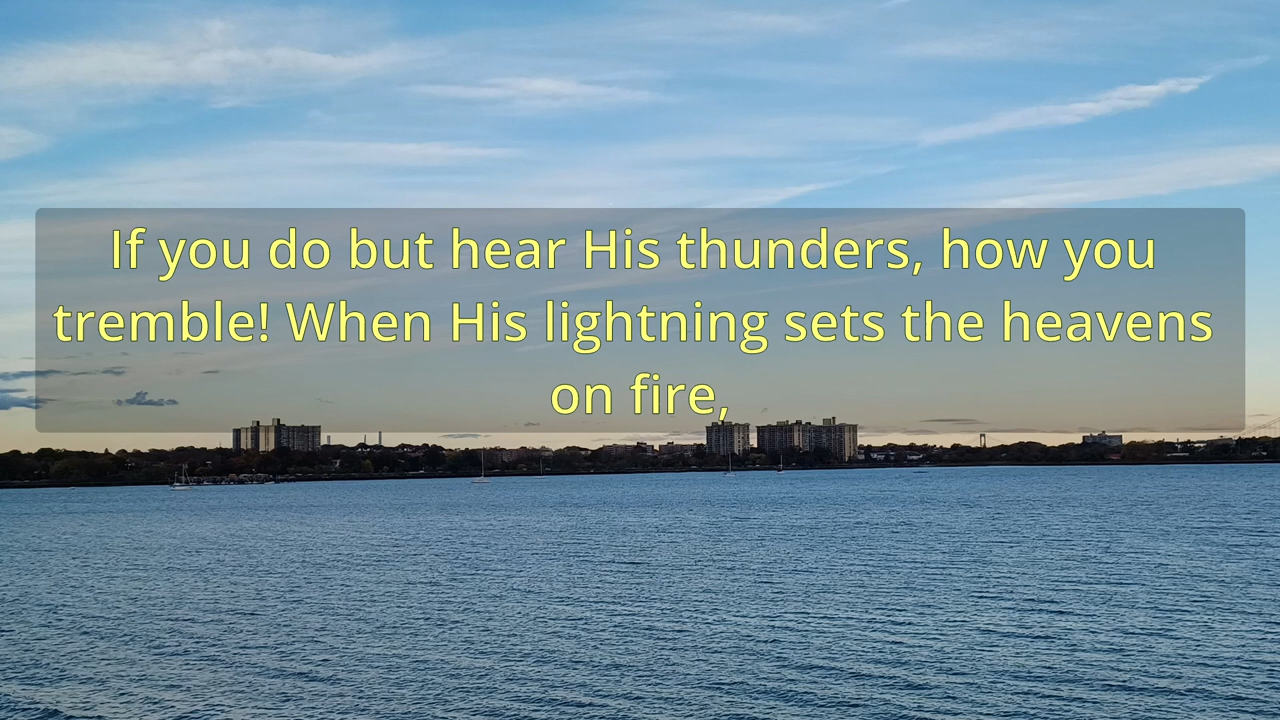 If you do but hear His thunders, how you
tremble! When His lightning sets the heavens
on fire,